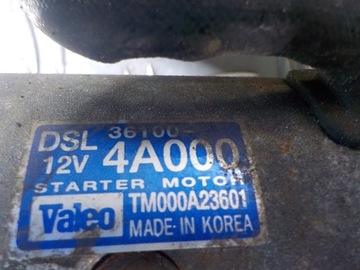 DSL 36100-
12V 4A000
STARTER MOTOR
Valeo TM000A23601
MADE-IN KOREA